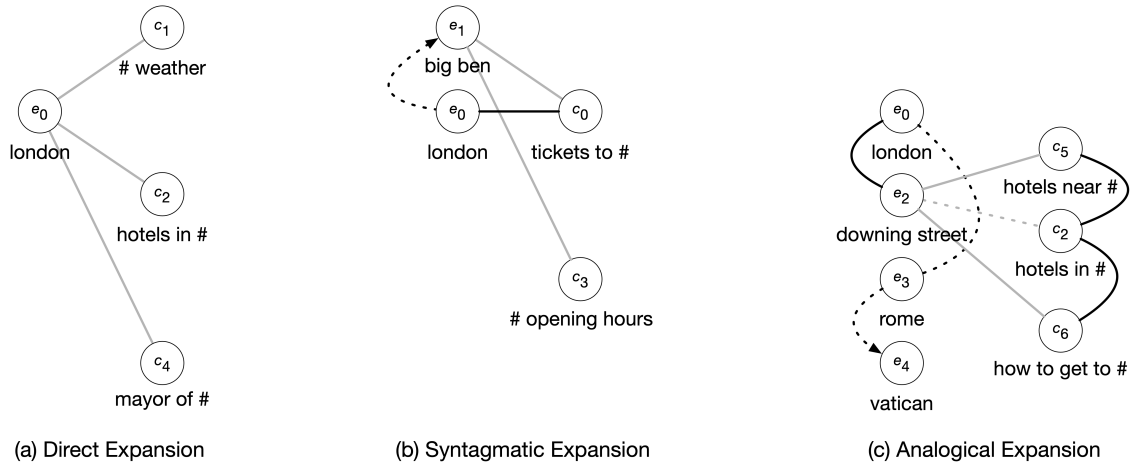 c1
# weather
e0
london
c2
hotels in #
c4
mayor of #
(a) Direct Expansion
e1
big ben
e0
london
c0
tickets to #
c3
# opening hours
(b) Syntagmatic Expansion
e0
london
c5
hotels near #
e2
downing street
c2
hotels in #
e3
rome
c6
how to get to #
e4
vatican
(c) Analogical Expansion